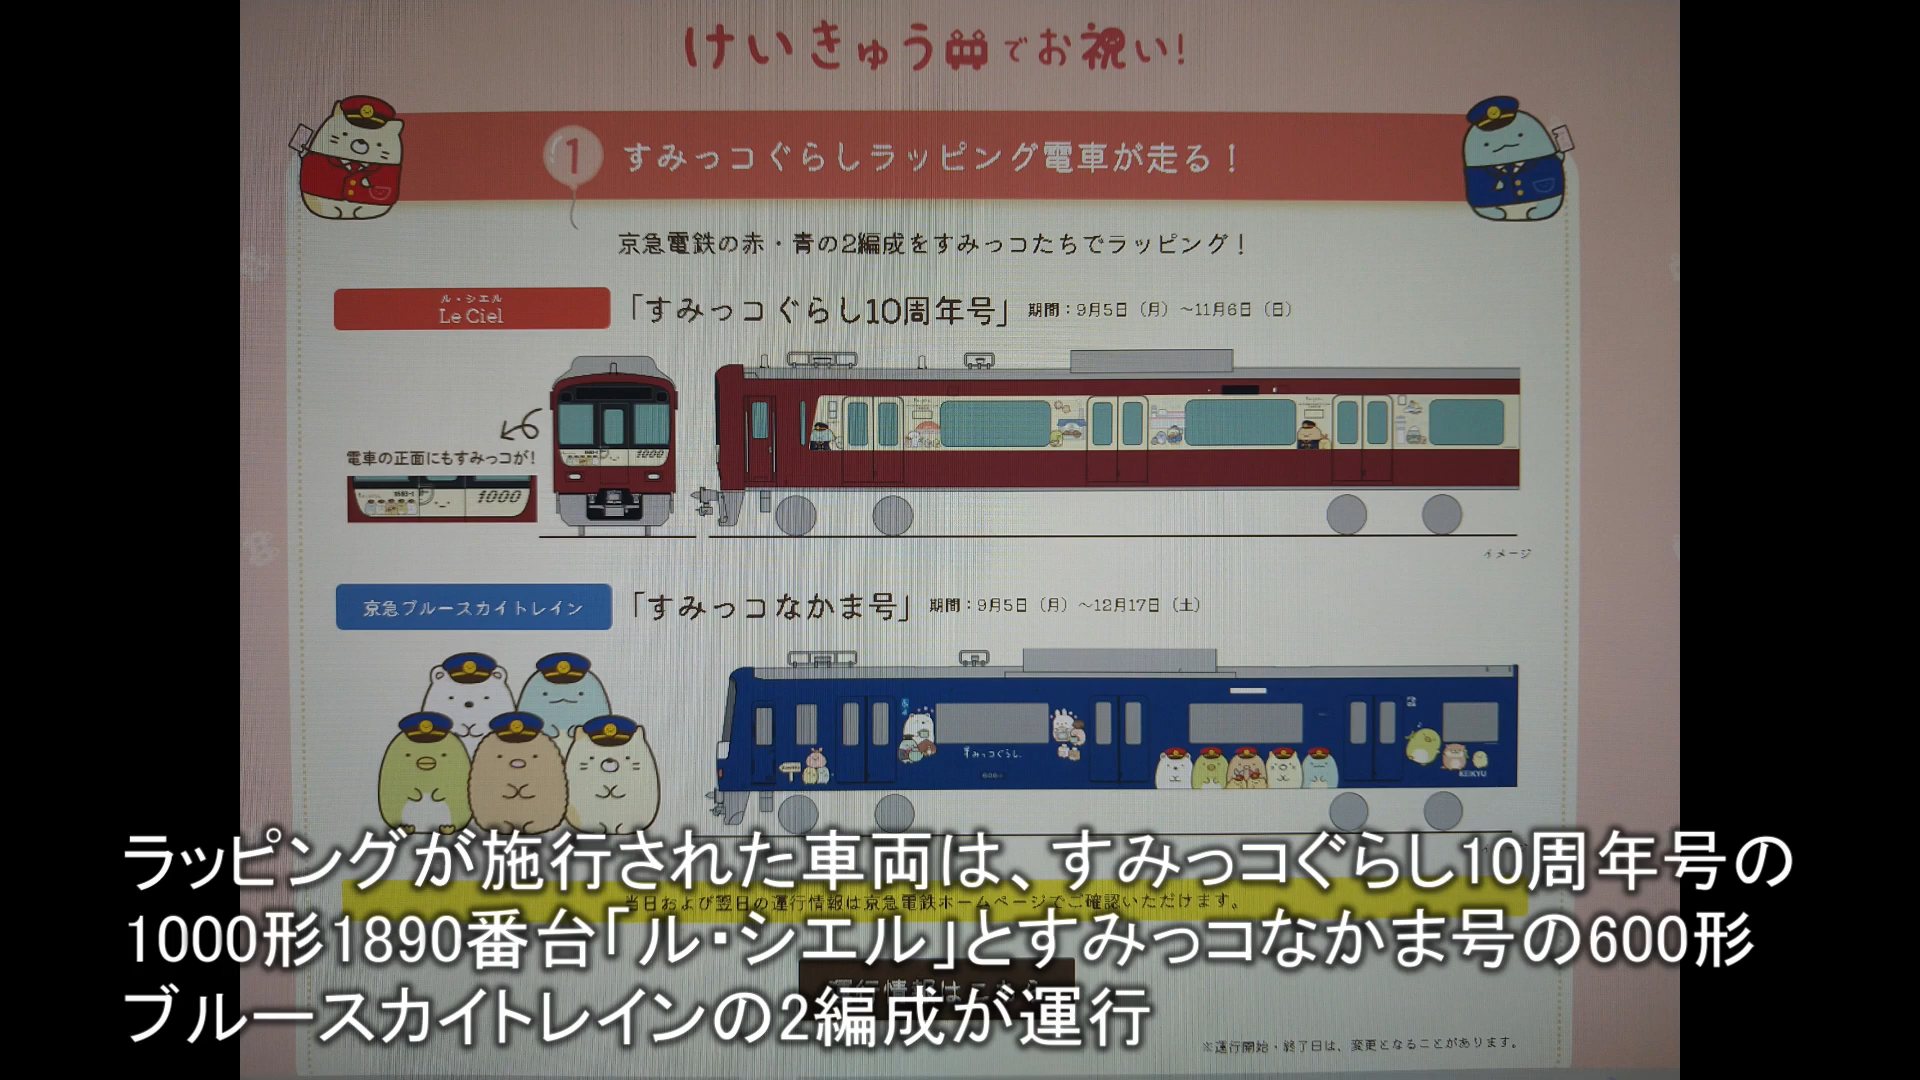 けいきゅうでお祝い!
1 すみっコぐらしラッピング電車が走る!
京急電鉄の赤・青の2編成をすみっコたちでラッピング!
ル・シエル
Le Ciel
「すみっコぐらし10周年号」 期間:9月5日(月)~11月6日(日)
電車の正面にもすみっコが!
1000
1000
イメージ
京急ブルースカイトレイン
「すみっコなかま号」 期間:9月5日(月)~12月17日(土)
すみっコぐらし
KEIKYU
当日および翌日の運行情報は京急電鉄ホームページでご確認いただけます。
運行情報はこちら
ラッピングが施行された車両は、すみっコぐらし10周年号の
1000形1890番台「ル・シエル」とすみっコなかま号の600形
ブルースカイトレインの2編成が運行
※運行開始・終了日は、変更となることがあります。